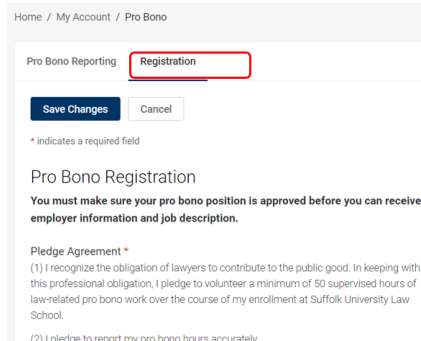 Home / My Account / Pro Bono
Pro Bono Reporting Registration
Save Changes Cancel
* indicates a required field
Pro Bono Registration
You must make sure your pro bono position is approved before you can receive
employer information and job description.
Pledge Agreement *
(1) I recognize the obligation of lawyers to contribute to the public good. In keeping with
this professional obligation, I pledge to volunteer a minimum of 50 supervised hours of
law-related pro bono work over the course of my enrollment at Suffolk University Law
School.
(2) I pledge to report my pro bono hours accurately